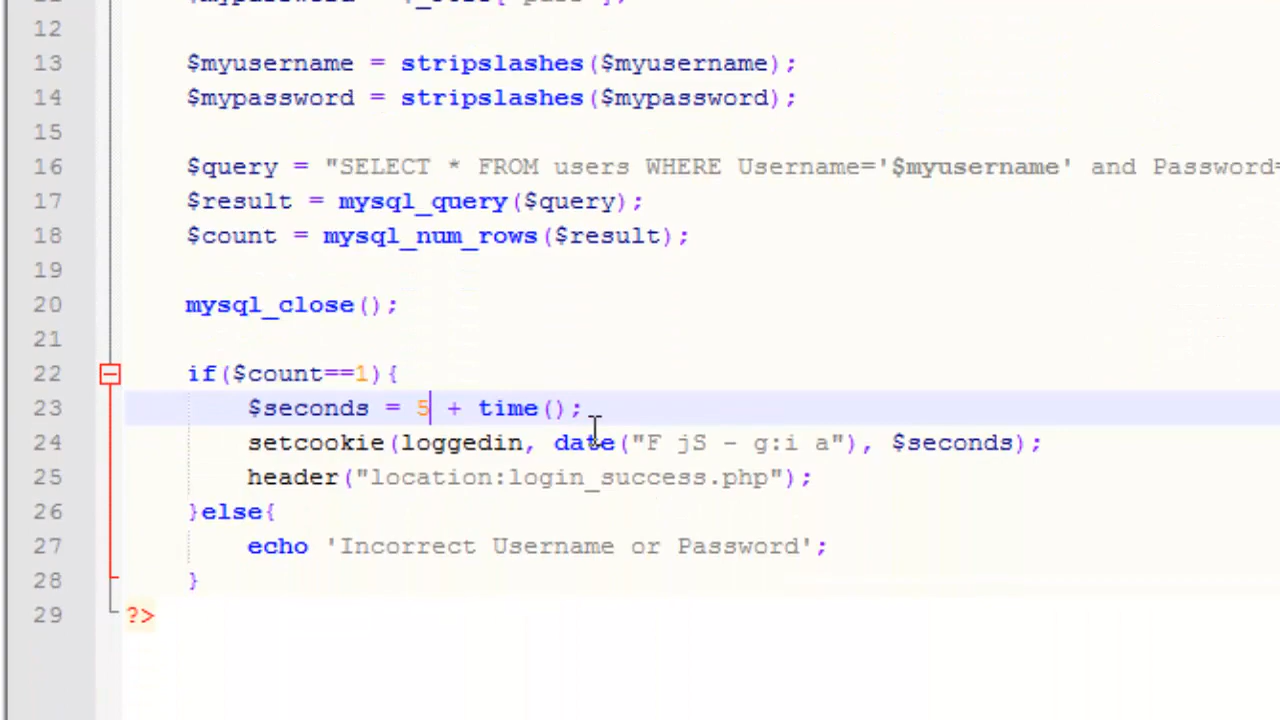 12
13 $myusername = stripslashes($myusername);
14 $mypassword = stripslashes($mypassword);
15
16 $query = "SELECT * FROM users WHERE Username='$myusername' and Password=
17 $result = mysql_query($query);
18 $count = mysql_num_rows($result);
19
20 mysql_close();
21
22 if($count==1){
23 $seconds = 5 + time();
24 setcookie(loggedin, date("F jS - g:i a"), $seconds);
25 header("location:login_success.php");
26 }else{
27 echo 'Incorrect Username or Password';
28 }
29 ?>